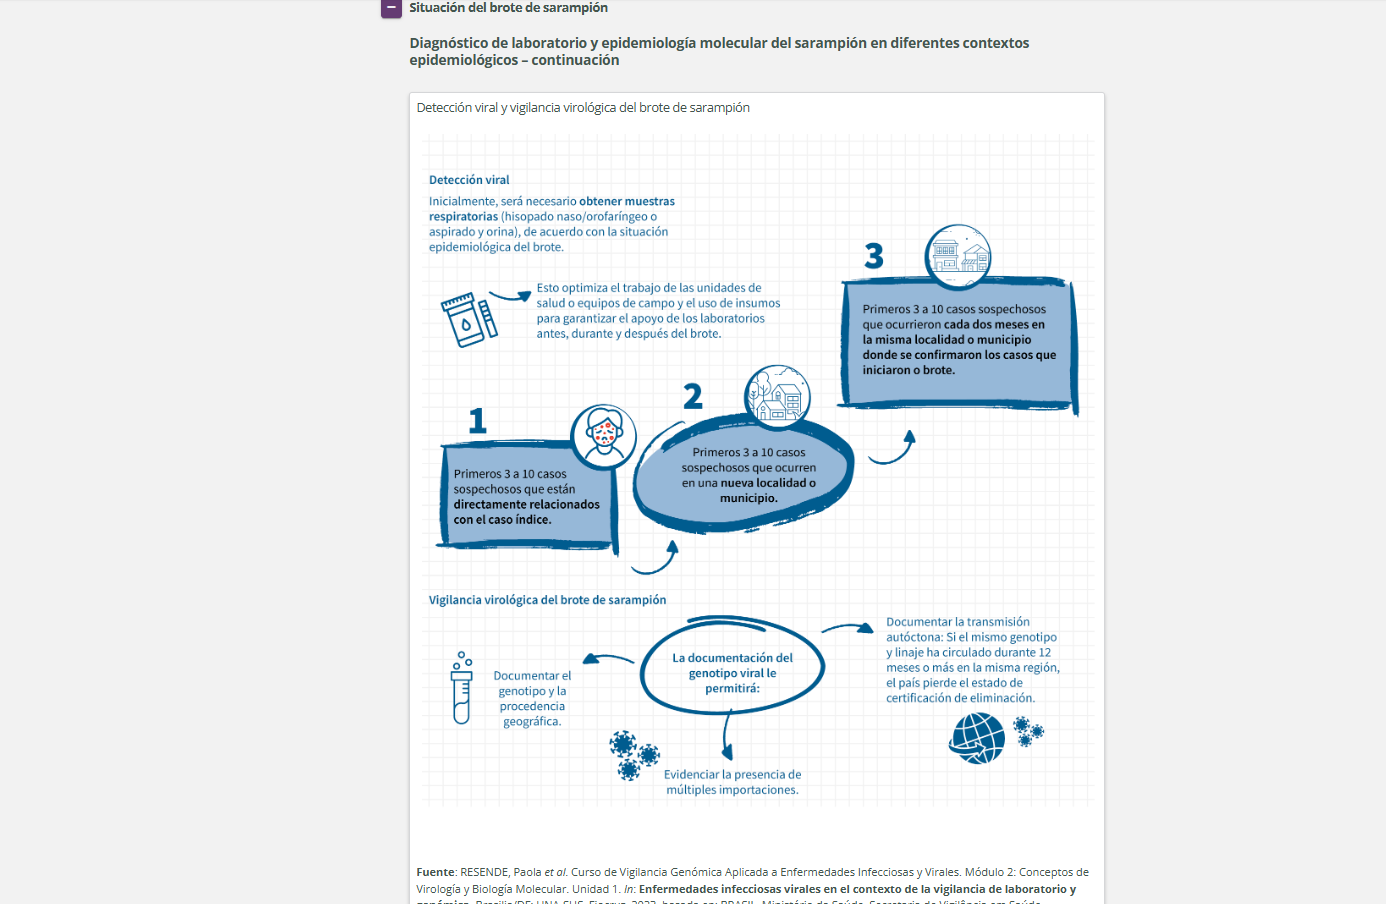 Situación del brote de sarampión
Diagnóstico de laboratorio y epidemiología molecular del sarampión en diferentes contextos
epidemiológicos – continuación
Detección viral y vigilancia virológica del brote de sarampión
Detección viral
Inicialmente, será necesario obtener muestras
respiratorias (hisopado naso/orofaríngeo o
aspirado y orina), de acuerdo con la situación
epidemiológica del brote.
Esto optimiza el trabajo de las unidades de
salud o equipos de campo y el uso de insumos
para garantizar el apoyo de los laboratorios
antes, durante y después del brote.
1
Primeros 3 a 10 casos
sospechosos que están
directamente relacionados
con el caso índice.
2
Primeros 3 a 10 casos
sospechosos que ocurren
en una nueva localidad o
municipio.
3
Primeros 3 a 10 casos sospechosos
que ocurrieron cada dos meses en
la misma localidad o municipio
donde se confirmaron los casos que
iniciaron o brote.
Vigilancia virológica del brote de sarampión
La documentación del
genotipo viral le
permitirá:
Documentar el
genotipo y la
procedencia
geográfica.
Evidenciar la presencia de
múltiples importaciones.
Documentar la transmisión
autóctona: Si el mismo genotipo
y linaje ha circulado durante 12
meses o más en la misma región,
el país pierde el estado de
certificación de eliminación.
Fuente: RESENDE, Paola et al. Curso de Vigilancia Genómica Aplicada a Enfermedades Infecciosas y Virales. Módulo 2: Conceptos de
Virología y Biología Molecular. Unidad 1. In: Enfermedades infecciosas virales en el contexto de la vigilancia de laboratorio y